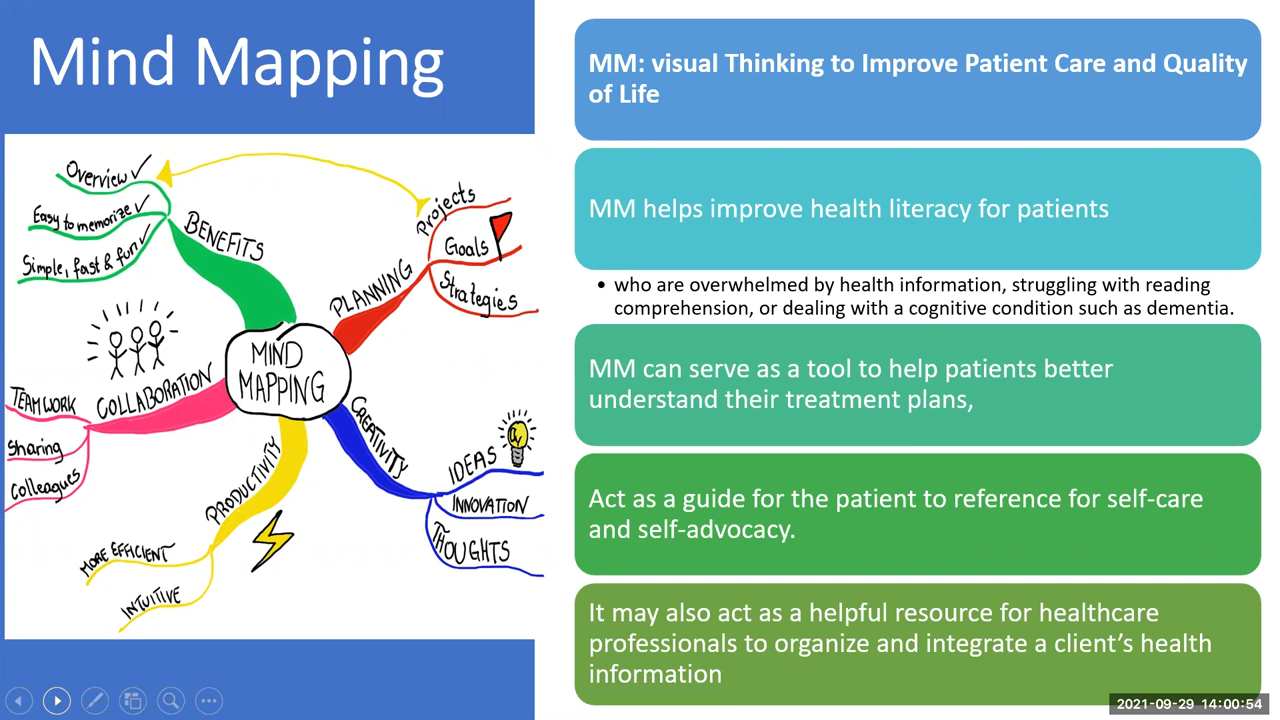 Mind Mapping
Overview
Easy to memorize
Simple, fast & fun
BENEFITS
Projects
Goals
Strategies
PLANNING
MIND
MAPPING
TEAMWORK
Sharing
Colleagues
COLLABORATION
CREATIVITY
IDEAS
INNOVATION
THOUGHTS
PRODUCTIVITY
MORE EFFICIENT
INTUITIVE
MM: visual Thinking to Improve Patient Care and Quality
of Life
MM helps improve health literacy for patients
• who are overwhelmed by health information, struggling with reading
comprehension, or dealing with a cognitive condition such as dementia.
MM can serve as a tool to help patients better
understand their treatment plans,
Act as a guide for the patient to reference for self-care
and self-advocacy.
It may also act as a helpful resource for healthcare
professionals to organize and integrate a client’s health
information
2021-09-29 14:00:54